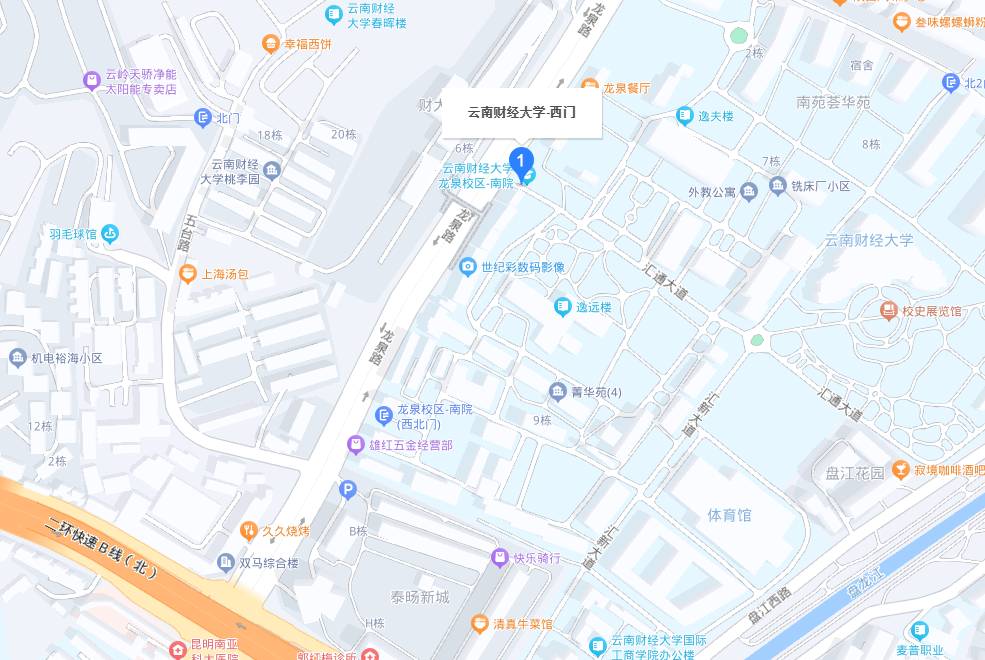 云南财经
大学春晖楼
龙泉路
叁味螺螺蛳粉
幸福西饼
2栋
宿舍
云岭天骄净能
太阳能专卖店
北门
18栋
20栋
财大
云南财经大学-西门
1
龙泉餐厅
南苑荟华苑
逸夫楼
8栋
6栋
7栋
云南财经
大学桃李园
云南财经大学
龙泉校区-南院
外教公寓
铣床厂小区
五台路
龙泉路
羽毛球馆
云南财经大学
上海汤包
世纪彩数码影像
汇通大道
逸远楼
校史展览馆
龙泉路
机电裕海小区
菁华苑(4)
汇新大道
汇通大道
龙泉校区-南院
(西北门)
9栋
12栋
雄红五金经营部
2栋
盘江花园
寂境咖啡酒吧
P
体育馆
二环快速B线(北)
久久烧烤
B栋
汇新大道
双马综合楼
快乐骑行
盘龙江
泰旸新城
盘江西路
H栋
清真牛菜馆
昆明南亚
云南财经大学国际
工商学院办公楼
麦普职业